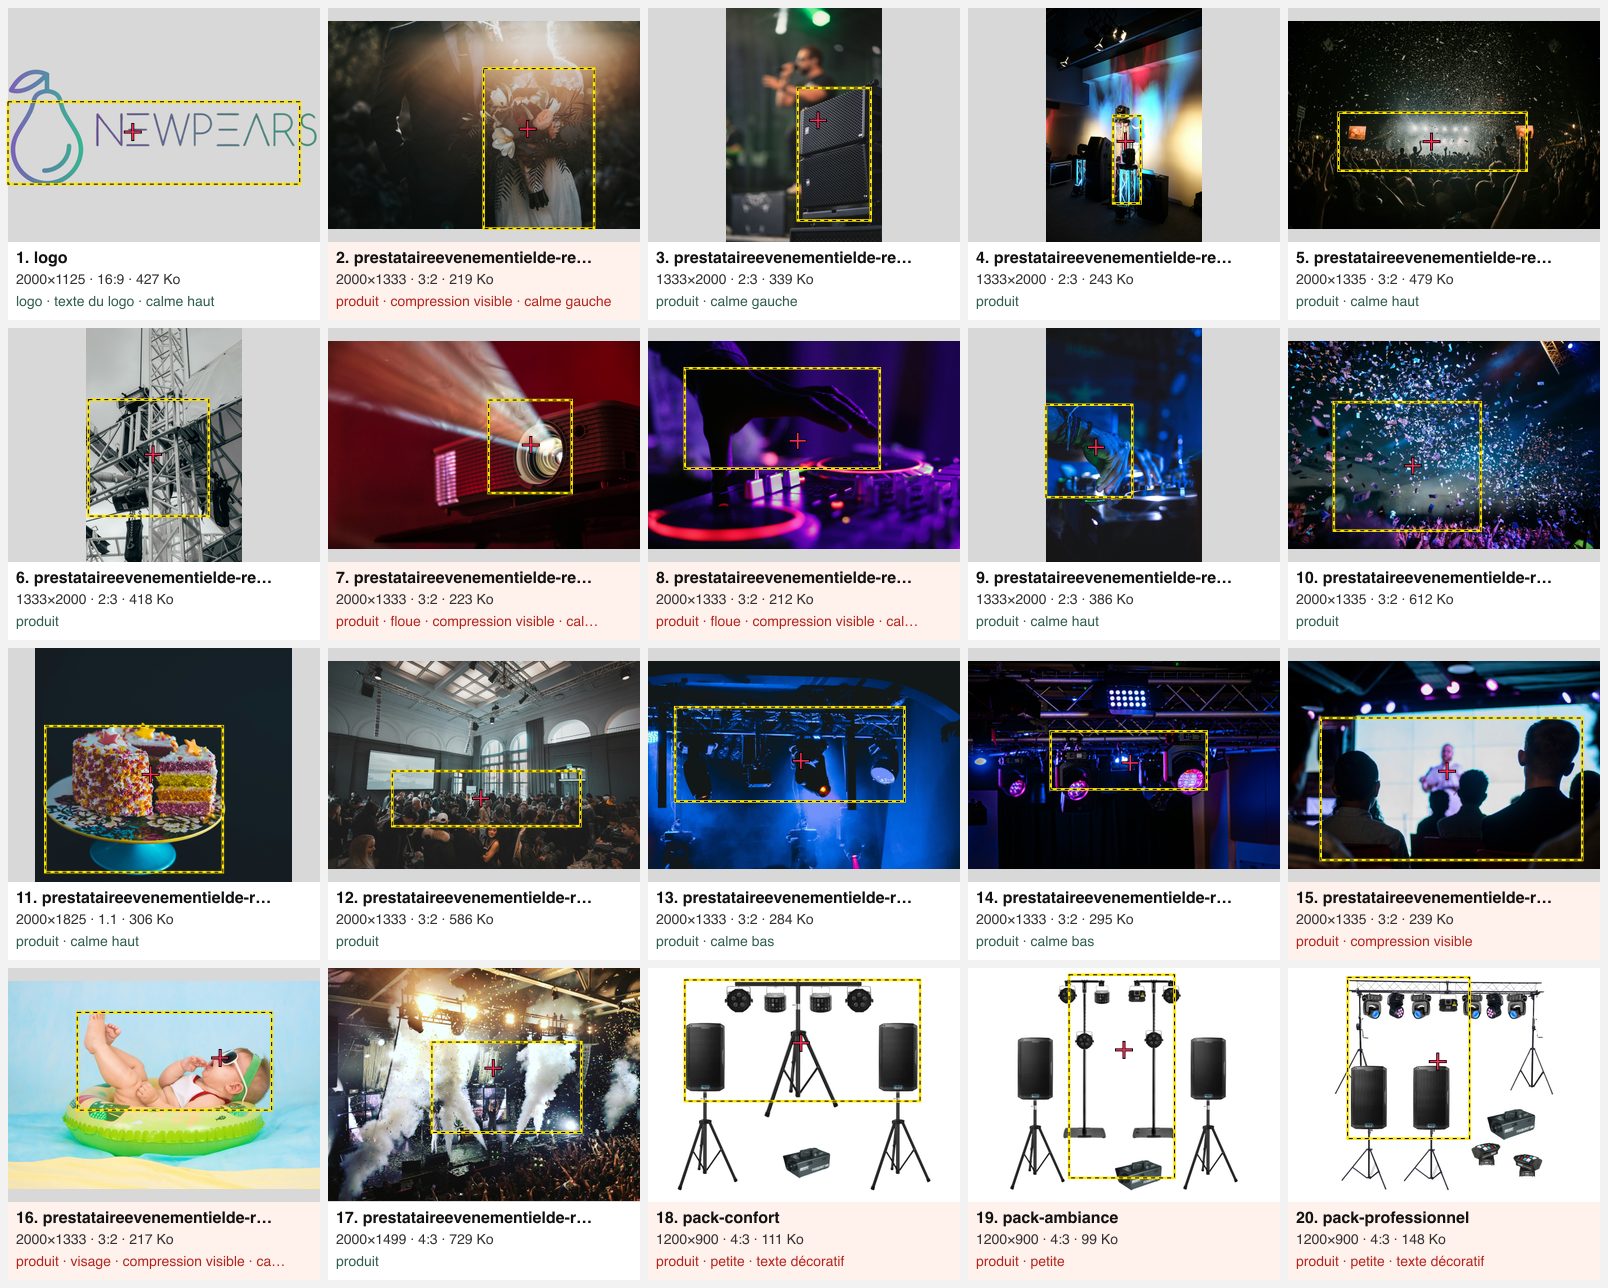 NEWPEARS
1. logo
2000×1125 · 16:9 · 427 Ko
logo · texte du logo · calme haut
2. prestataireevenementielde-re…
2000×1333 · 3:2 · 219 Ko
produit · compression visible · calme gauche
3. prestataireevenementielde-re…
1333×2000 · 2:3 · 339 Ko
produit · calme gauche
4. prestataireevenementielde-re…
1333×2000 · 2:3 · 243 Ko
produit
5. prestataireevenementielde-re…
2000×1335 · 3:2 · 479 Ko
produit · calme haut
6. prestataireevenementielde-re…
1333×2000 · 2:3 · 418 Ko
produit
7. prestataireevenementielde-re…
2000×1333 · 3:2 · 223 Ko
produit · floue · compression visible · cal…
8. prestataireevenementielde-re…
2000×1333 · 3:2 · 212 Ko
produit · floue · compression visible · cal…
9. prestataireevenementielde-re…
1333×2000 · 2:3 · 386 Ko
produit · calme haut
10. prestataireevenementielde-r…
2000×1335 · 3:2 · 612 Ko
produit
11. prestataireevenementielde-r…
2000×1825 · 1.1 · 306 Ko
produit · calme haut
12. prestataireevenementielde-r…
2000×1333 · 3:2 · 586 Ko
produit
13. prestataireevenementielde-r…
2000×1333 · 3:2 · 284 Ko
produit · calme bas
14. prestataireevenementielde-r…
2000×1333 · 3:2 · 295 Ko
produit · calme bas
15. prestataireevenementielde-r…
2000×1335 · 3:2 · 239 Ko
produit · compression visible
16. prestataireevenementielde-r…
2000×1333 · 3:2 · 217 Ko
produit · visage · compression visible · ca…
17. prestataireevenementielde-r…
2000×1499 · 4:3 · 729 Ko
produit
18. pack-confort
1200×900 · 4:3 · 111 Ko
produit · petite · texte décoratif
19. pack-ambiance
1200×900 · 4:3 · 99 Ko
produit · petite
20. pack-professionnel
1200×900 · 4:3 · 148 Ko
produit · petite · texte décoratif